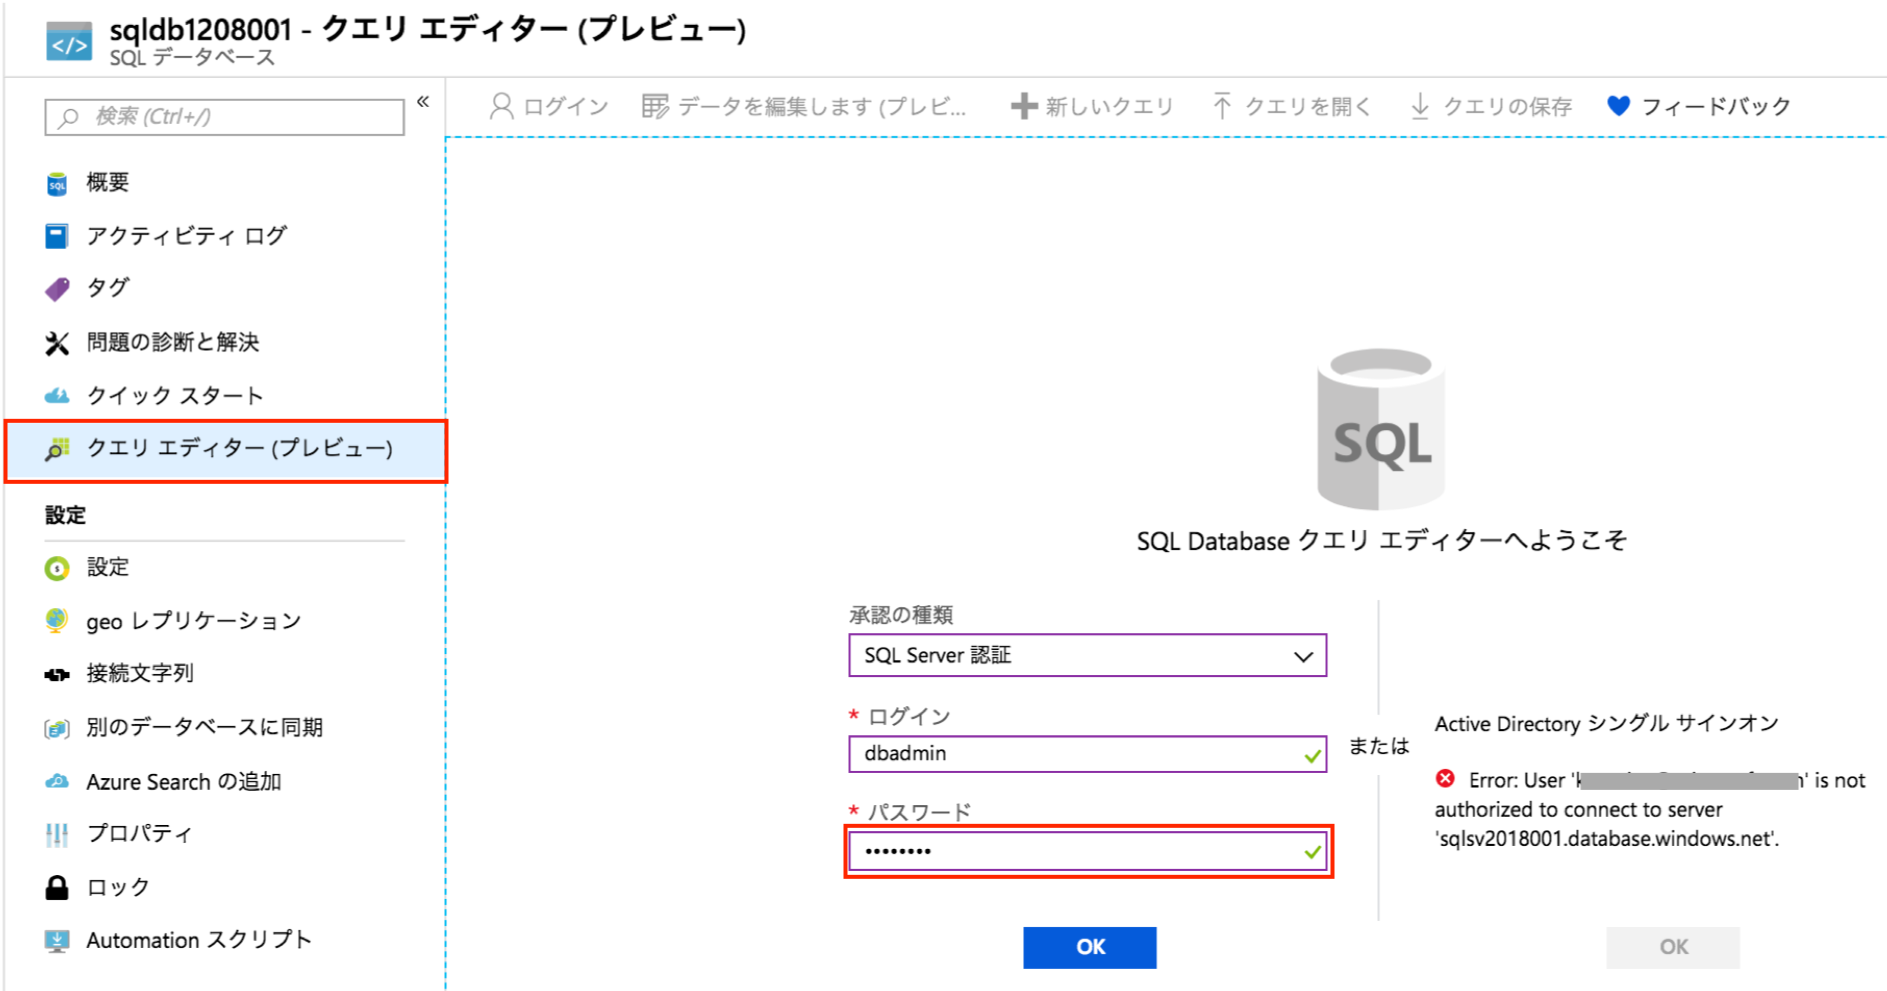 sqldb1208001 - クエリ エディター (プレビュー)
SQL データベース
検索 (Ctrl+/)
«
ログイン
データを編集します (プレビ...
新しいクエリ
クエリを開く
クエリの保存
フィードバック
概要
アクティビティ ログ
タグ
問題の診断と解決
クイック スタート
クエリ エディター (プレビュー)
設定
設定
geo レプリケーション
接続文字列
別のデータベースに同期
Azure Search の追加
プロパティ
ロック
Automation スクリプト
SQL
SQL Database クエリ エディターへようこそ
承認の種類
SQL Server 認証
* ログイン
dbadmin
* パスワード
••••••••
OK
または
Active Directory シングル サインオン
Error: User ' ' is not
authorized to connect to server
'sqlsv2018001.database.windows.net'.
OK